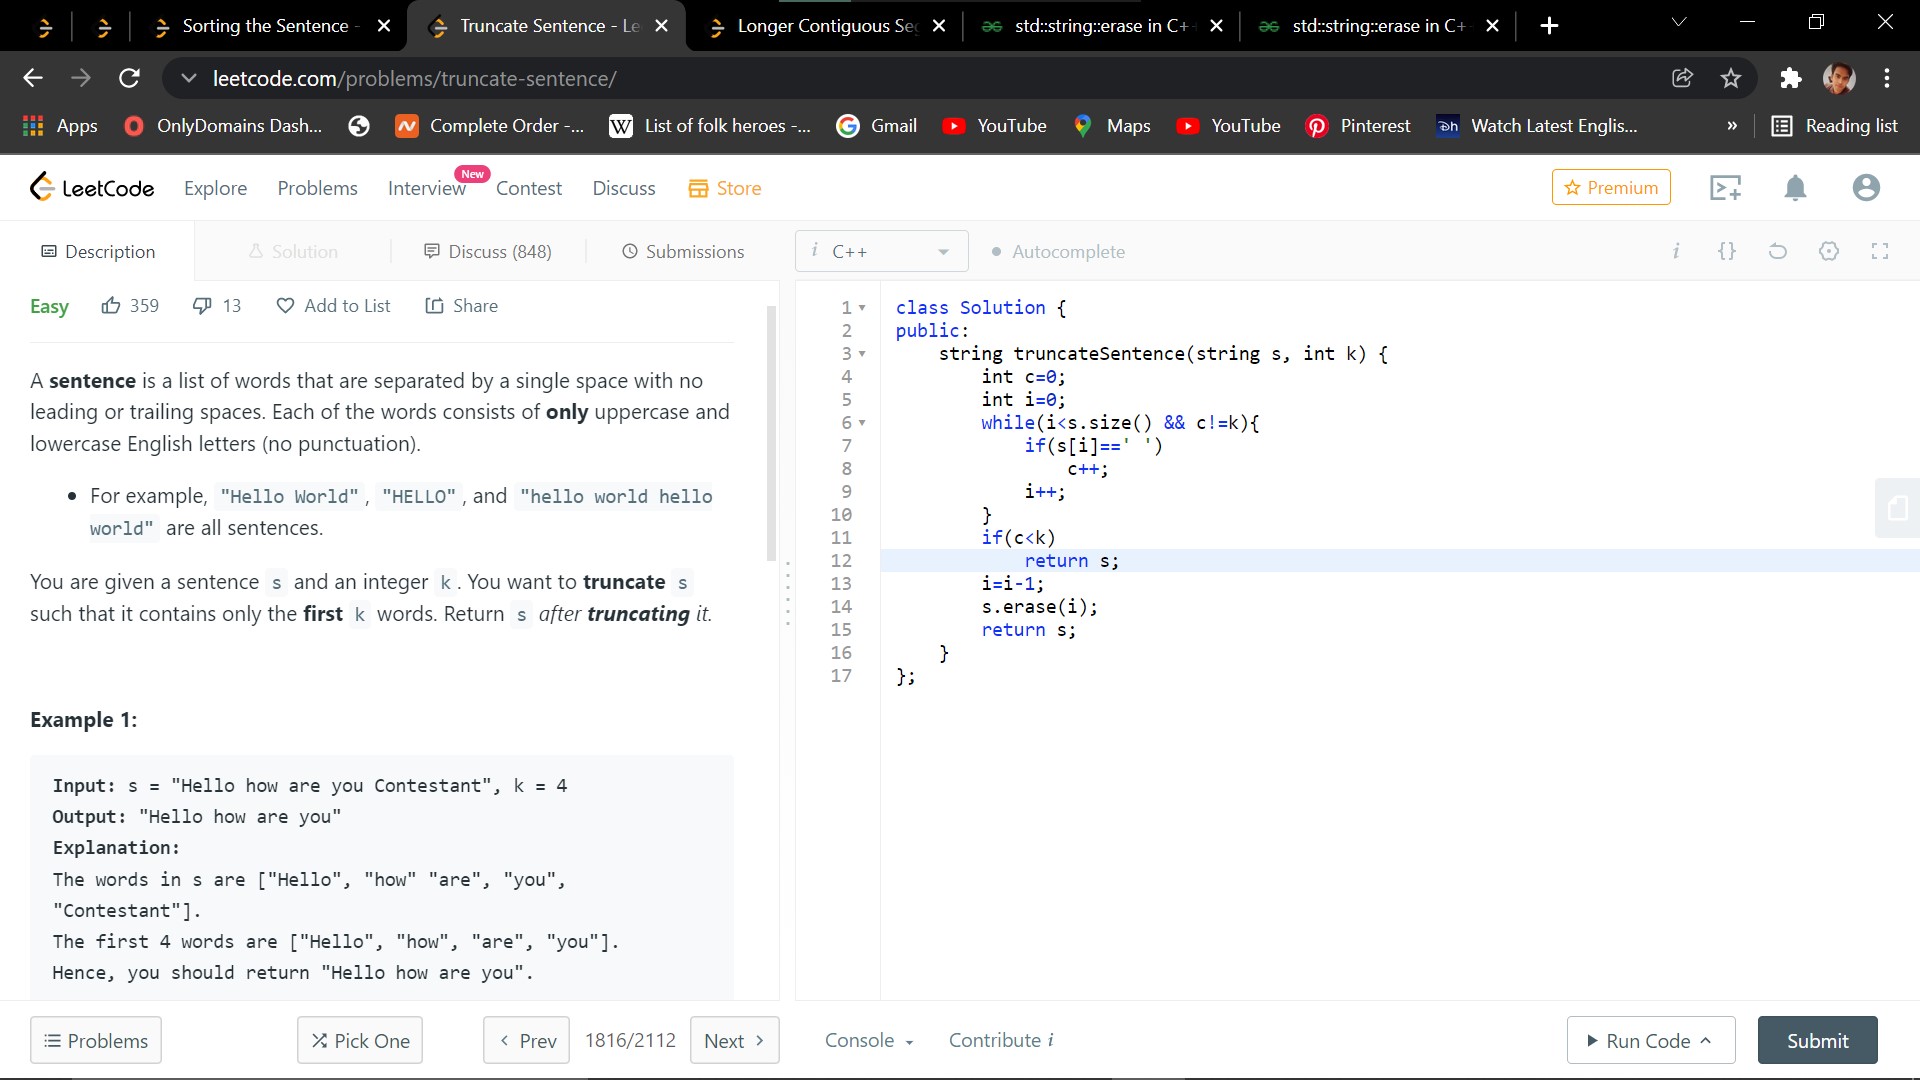 Sorting the Sentence -
Truncate Sentence - Le
Longer Contiguous Seg
std::string::erase in C++
std::string::erase in C++
leetcode.com/problems/truncate-sentence/
Apps
OnlyDomains Dash...
Complete Order -...
W List of folk heroes -...
Gmail
YouTube
Maps
YouTube
Pinterest
Dh Watch Latest Englis...
»
Reading list
LeetCode
Explore
Problems
Interview
New
Contest
Discuss
Store
Premium
Description
Solution
Discuss (848)
Submissions
i C++
Autocomplete
i {}
Easy 359 13 Add to List Share
A sentence is a list of words that are separated by a single space with no
leading or trailing spaces. Each of the words consists of only uppercase and
lowercase English letters (no punctuation).
• For example, "Hello World", "HELLO", and "hello world hello
world" are all sentences.
You are given a sentence s and an integer k. You want to truncate s
such that it contains only the first k words. Return s after truncating it.
Example 1:
Input: s = "Hello how are you Contestant", k = 4
Output: "Hello how are you"
Explanation:
The words in s are ["Hello", "how" "are", "you",
"Contestant"].
The first 4 words are ["Hello", "how", "are", "you"].
Hence, you should return "Hello how are you".
1 class Solution {
2 public:
3 string truncateSentence(string s, int k) {
4 int c=0;
5 int i=0;
6 while(i<s.size() && c!=k){
7 if(s[i]==' ')
8 c++;
9 i++;
10 }
11 if(c<k)
12 return s;
13 i=i-1;
14 s.erase(i);
15 return s;
16 }
17 };
Problems
Pick One
< Prev
1816/2112
Next >
Console
Contribute i
Run Code
Submit